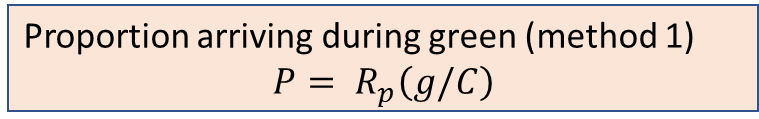 Proportion arriving during green (method 1)
P = R_p(g/C)